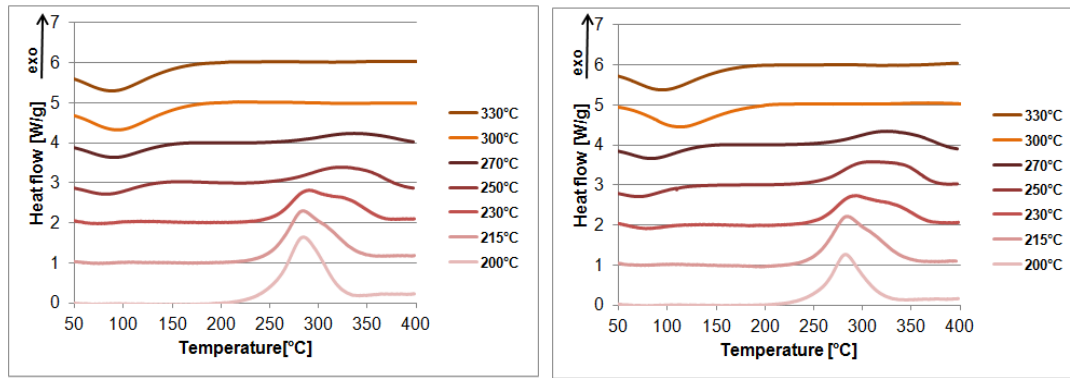 exo
Heat flow [W/g]
7
6
5
4
3
2
1
0
50 100 150 200 250 300 350 400
Temperature[°C]
330°C
300°C
270°C
250°C
230°C
215°C
200°C
exo
Heat flow [W/g]
7
6
5
4
3
2
1
0
50 100 150 200 250 300 350 400
Temperature [°C]
330°C
300°C
270°C
250°C
230°C
215°C
200°C